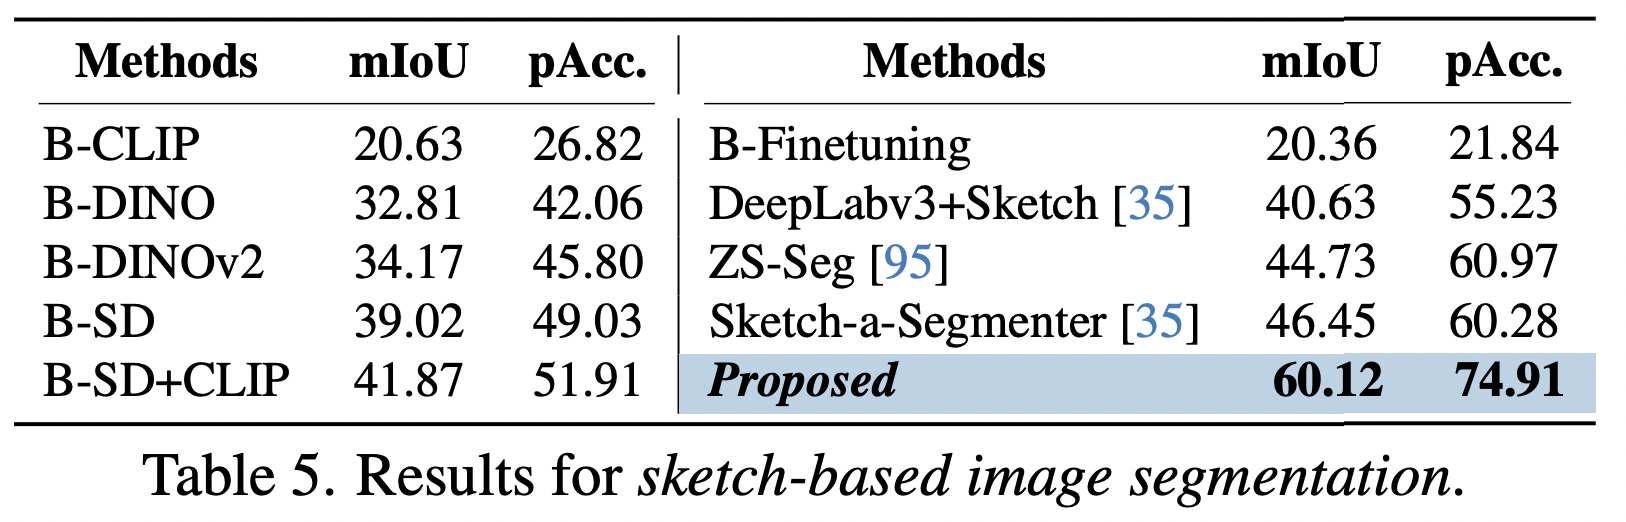 Methods mIoU pAcc. Methods mIoU pAcc.
B-CLIP 20.63 26.82 B-Finetuning 20.36 21.84
B-DINO 32.81 42.06 DeepLabv3+Sketch [35] 40.63 55.23
B-DINOv2 34.17 45.80 ZS-Seg [95] 44.73 60.97
B-SD 39.02 49.03 Sketch-a-Segmenter [35] 46.45 60.28
B-SD+CLIP 41.87 51.91 Proposed 60.12 74.91
Table 5. Results for sketch-based image segmentation.